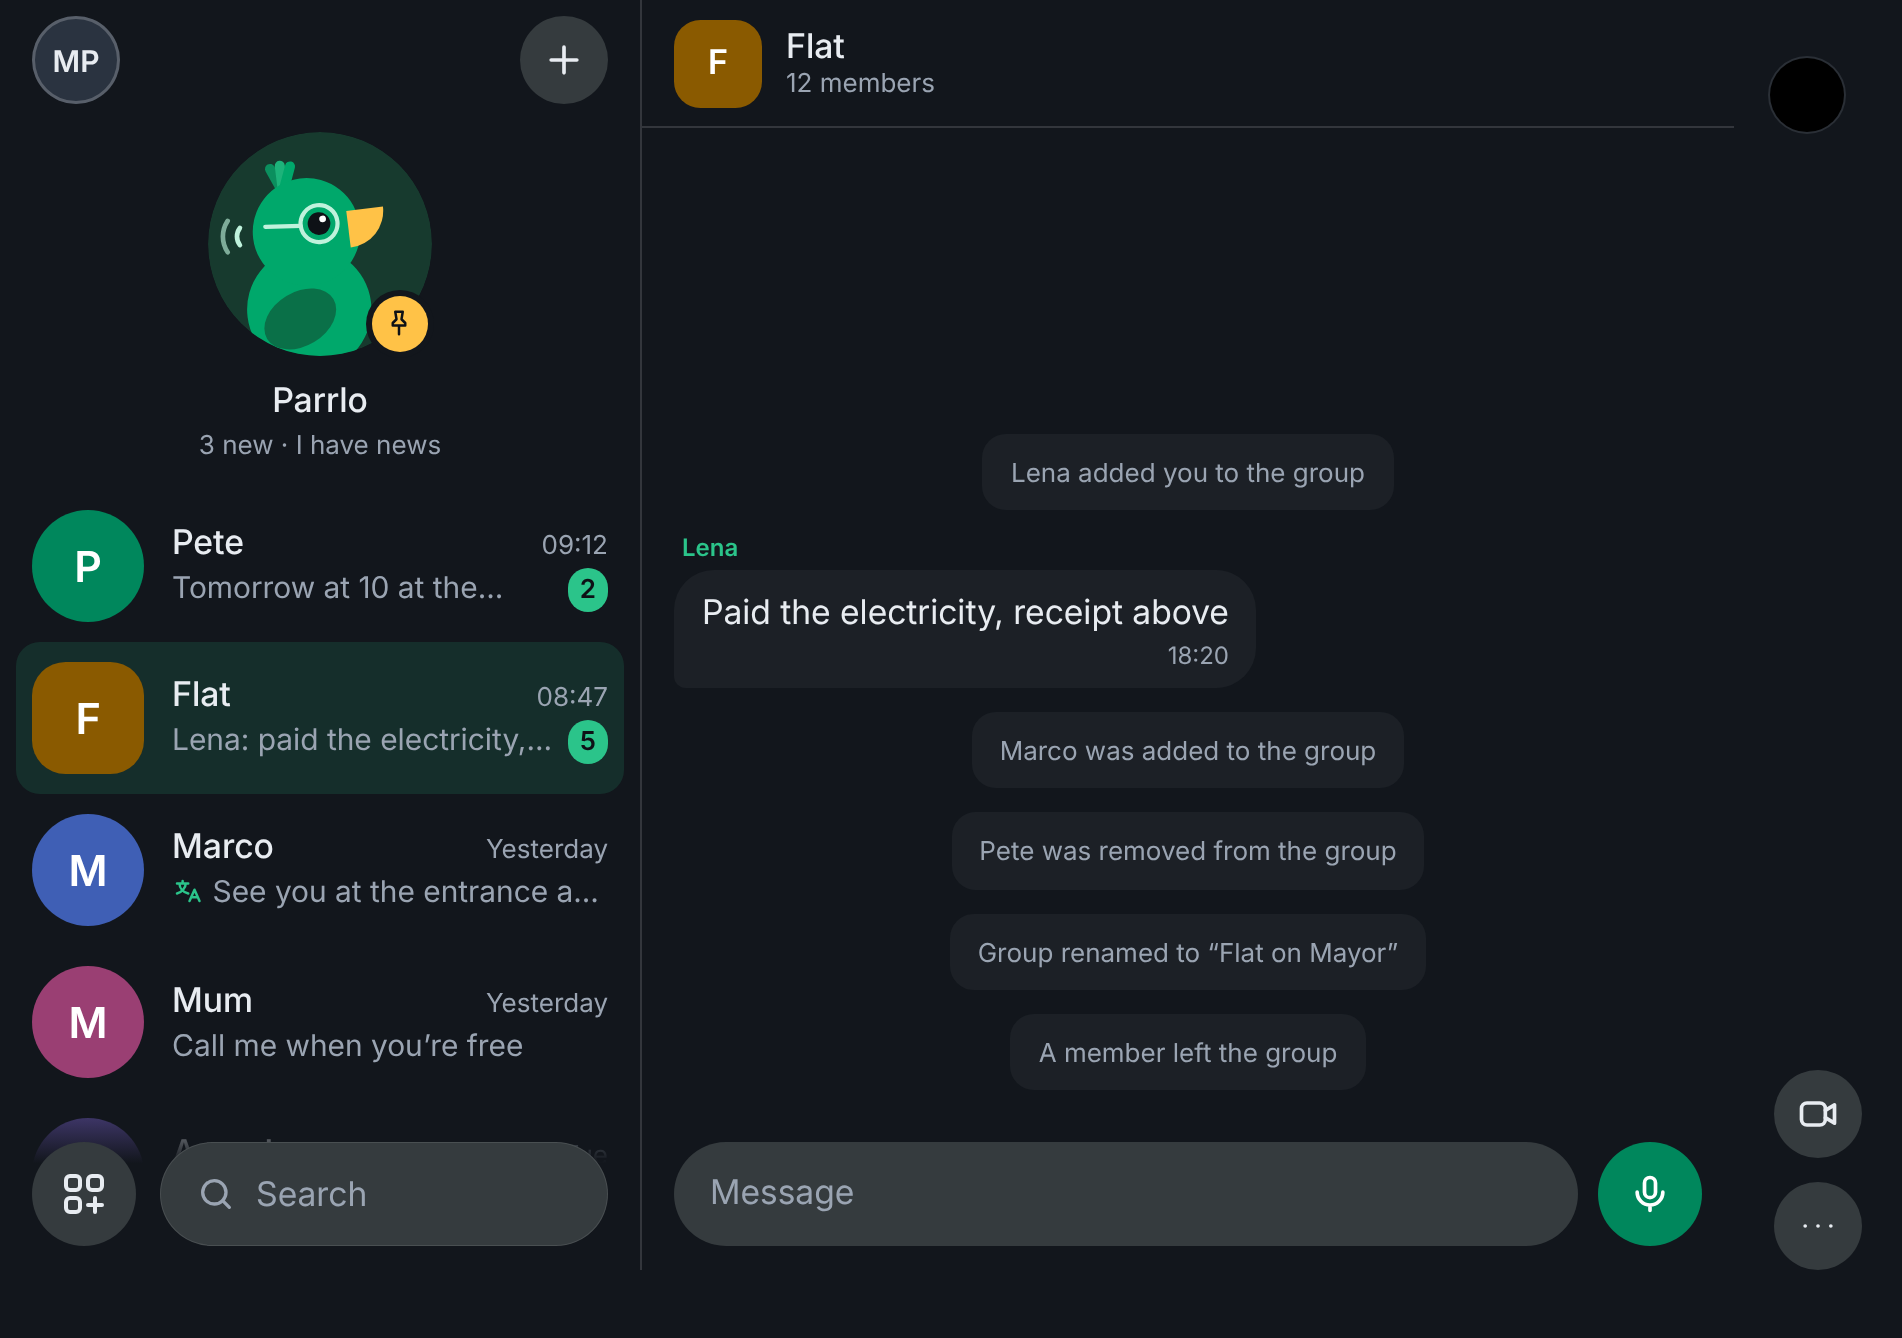 MP
Parrlo
3 new · I have news
P
Pete
09:12
Tomorrow at 10 at the...
2
F
Flat
08:47
Lena: paid the electricity,...
5
M
Marco
Yesterday
See you at the entrance a...
M
Mum
Yesterday
Call me when you’re free
Search
F
Flat
12 members
Lena added you to the group
Lena
Paid the electricity, receipt above
18:20
Marco was added to the group
Pete was removed from the group
Group renamed to “Flat on Mayor”
A member left the group
Message